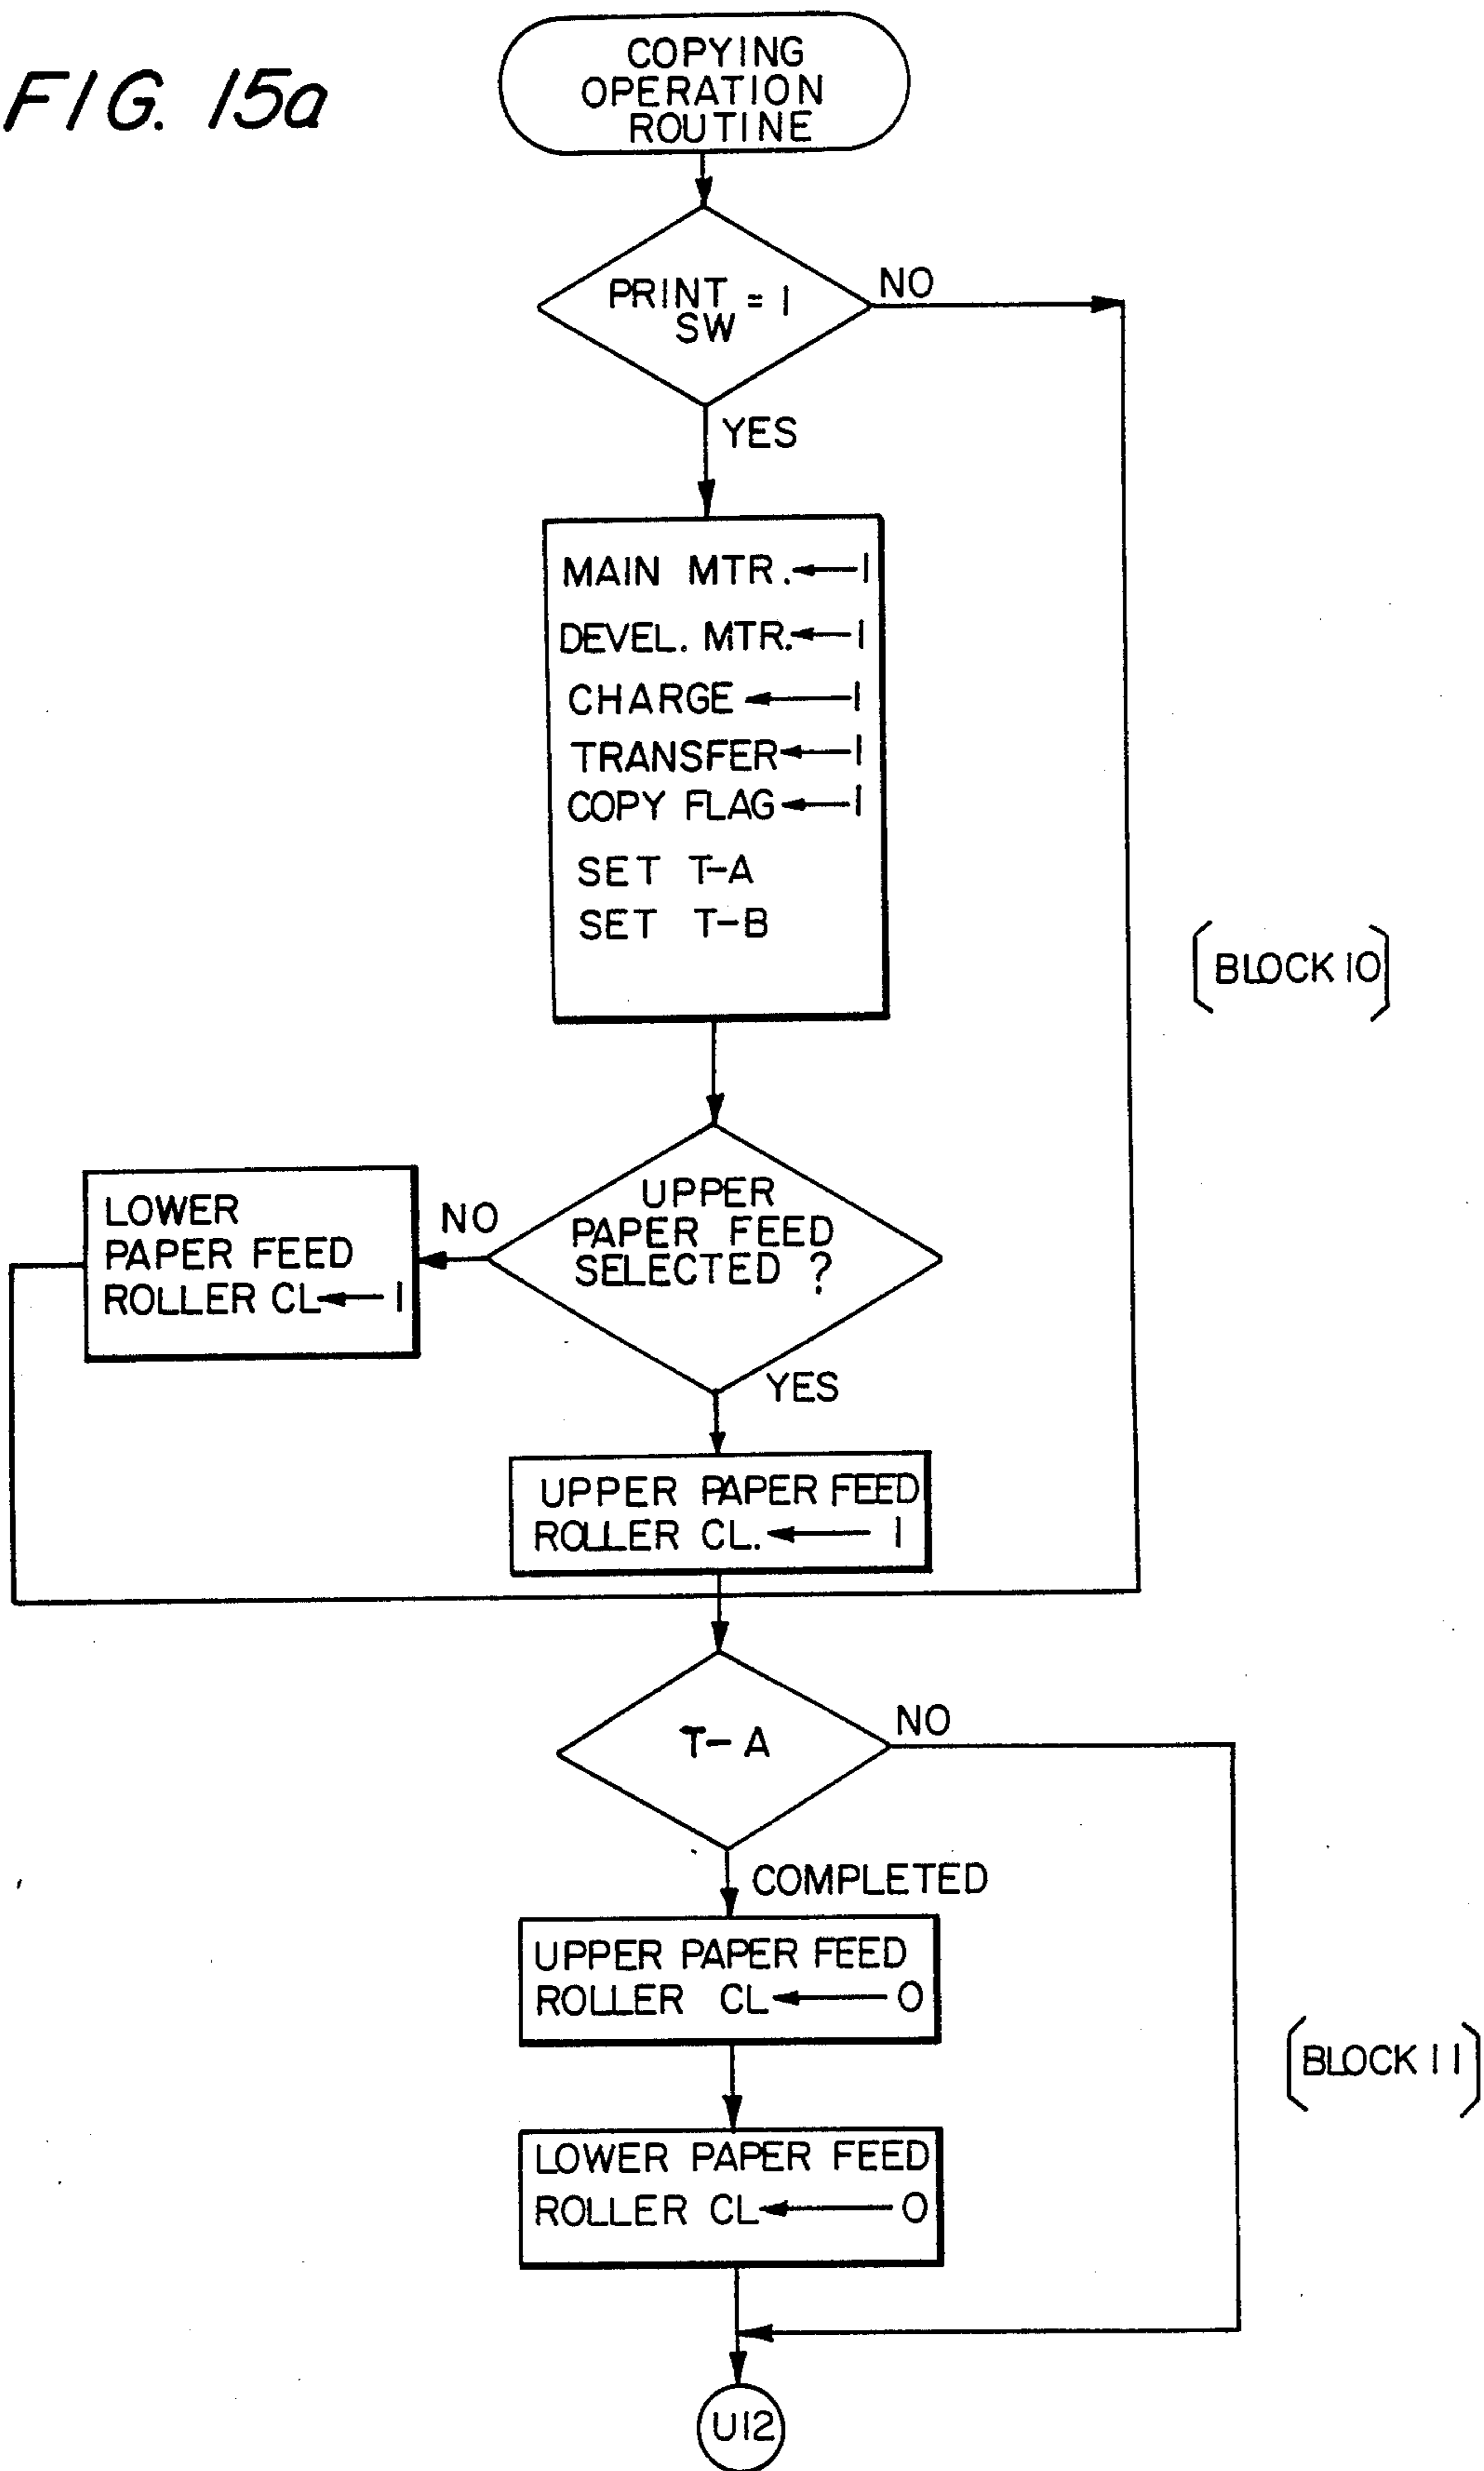 FIG. 15a
COPYING
OPERATION
ROUTINE
PRINT = 1
SW
NO
YES
MAIN MTR. ← 1
DEVEL. MTR. ← 1
CHARGE ← 1
TRANSFER ← 1
COPY FLAG ← 1
SET T-A
SET T-B
[BLOCK 10]
UPPER
PAPER FEED
SELECTED ?
NO
LOWER
PAPER FEED
ROLLER CL ← 1
YES
UPPER PAPER FEED
ROLLER CL. ← 1
T-A
NO
COMPLETED
UPPER PAPER FEED
ROLLER CL ← 0
[BLOCK 11]
LOWER PAPER FEED
ROLLER CL ← 0
U12